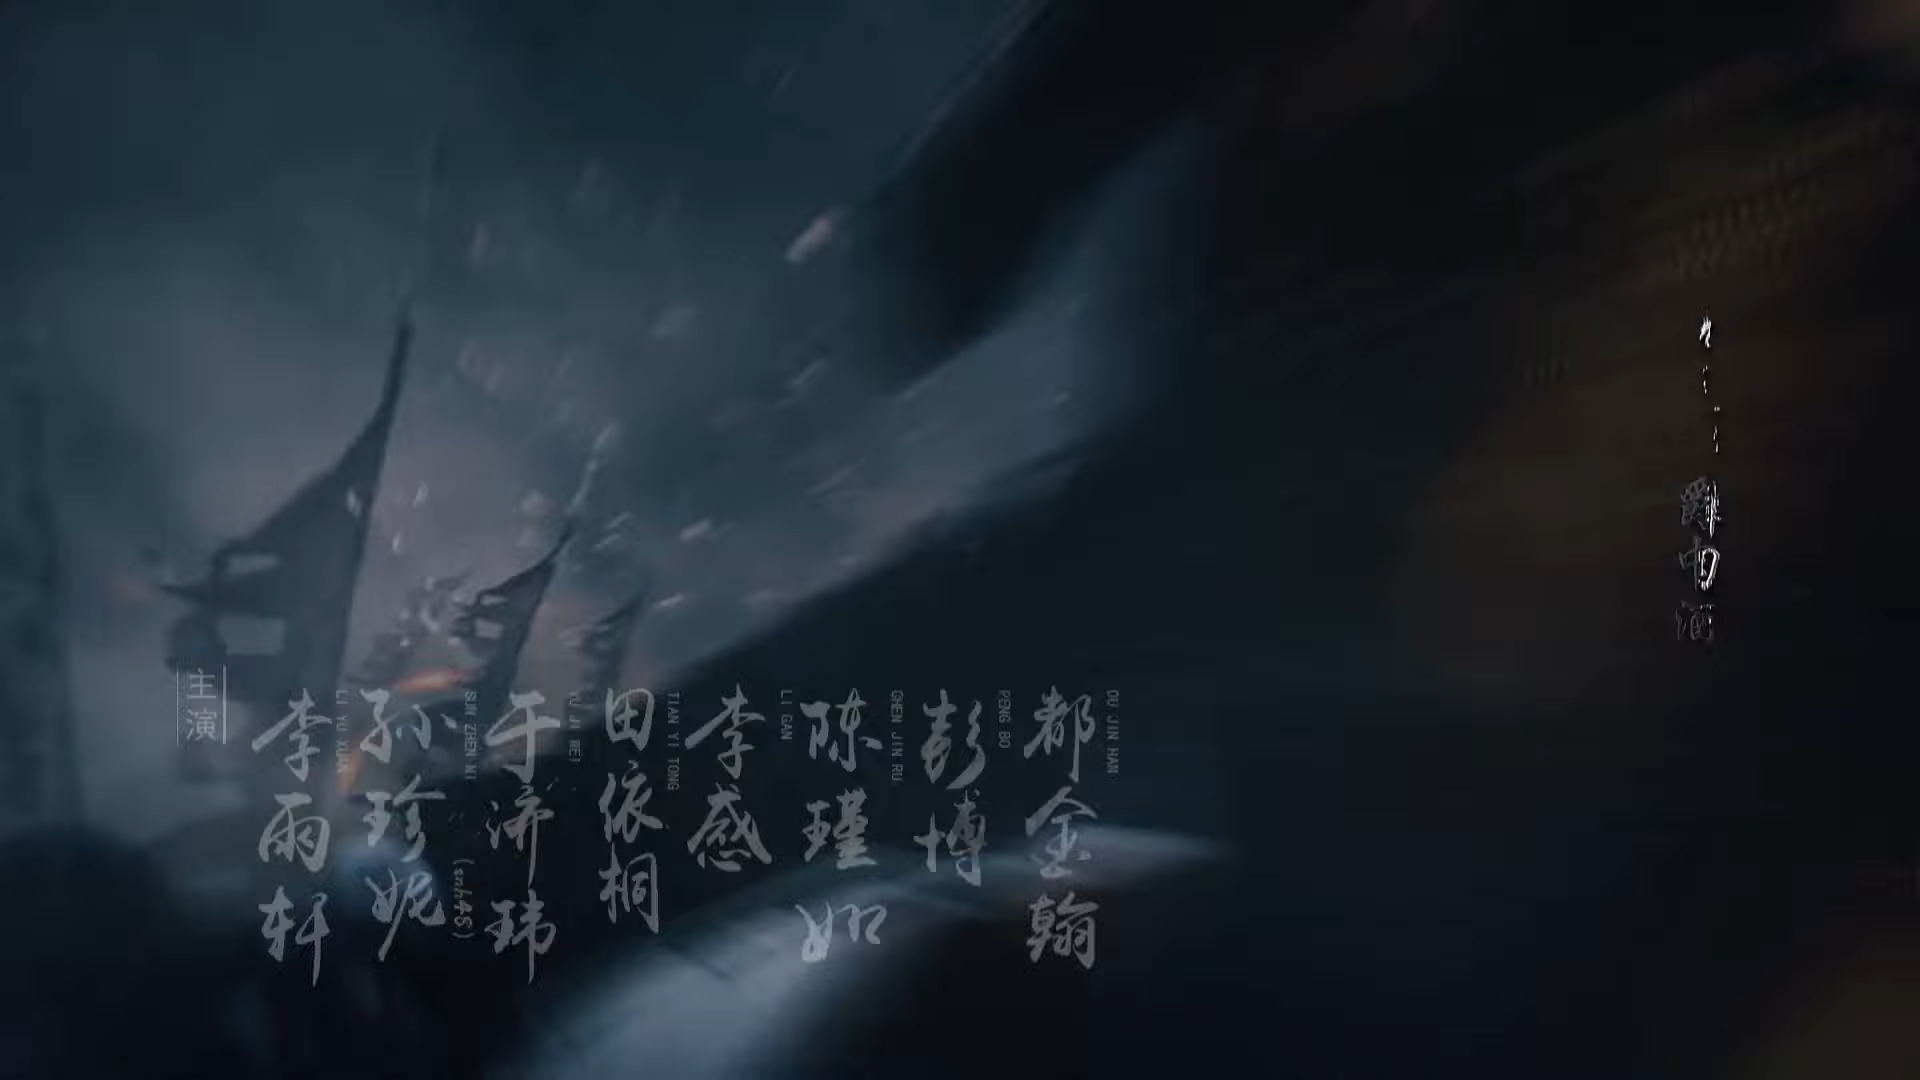 主演
李雨轩
LI YU XUAN
孙珍妮
(snh48)
SUN ZHEN NI
于济玮
YU JI WEI
田依桐
TIAN YI TONG
李感
LI GAN
陈瑾如
CHEN JIN RU
彭博
PENG BO
都金翰
DU JIN HAN